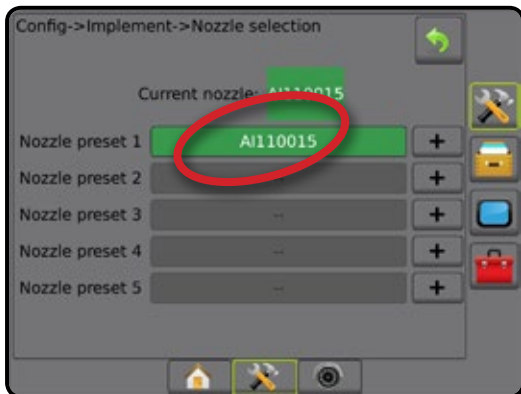 Config->Implement->Nozzle selection
Current nozzle: AI110015
Nozzle preset 1 AI110015 +
Nozzle preset 2 -- +
Nozzle preset 3 -- +
Nozzle preset 4 -- +
Nozzle preset 5 -- +